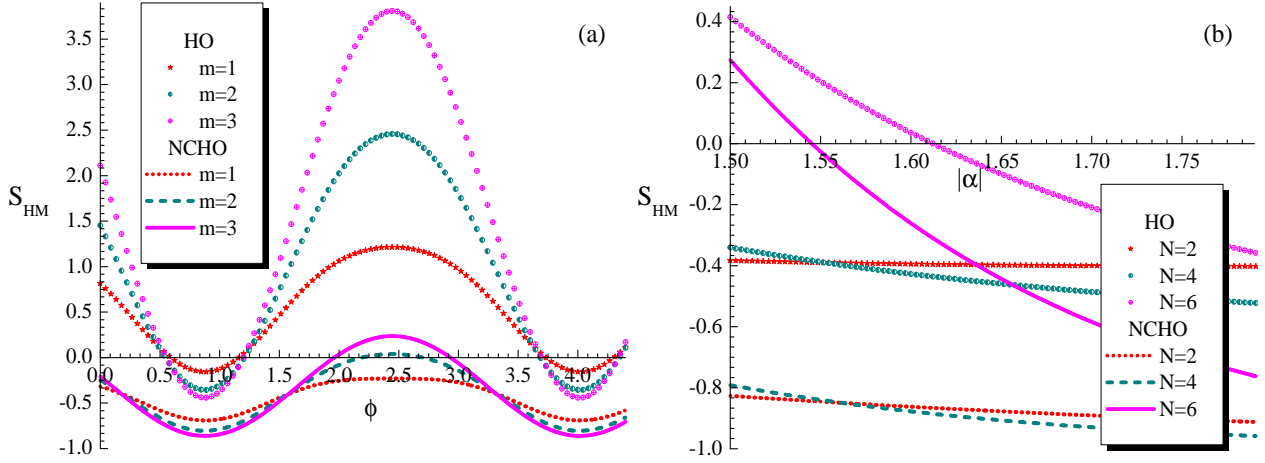 (a)
S_HM
3.5
3.0
2.5
2.0
1.5
1.0
0.5
0.0
-0.5
-1.0
0.0 0.5 1.0 1.5 2.0 2.5 3.0 3.5 4.0
ϕ
HO
m=1
m=2
m=3
NCHO
m=1
m=2
m=3
(b)
S_HM
0.4
0.2
0.0
-0.2
-0.4
-0.6
-0.8
-1.0
1.50 1.55 1.60 1.65 1.70 1.75
|α|
HO
N=2
N=4
N=6
NCHO
N=2
N=4
N=6